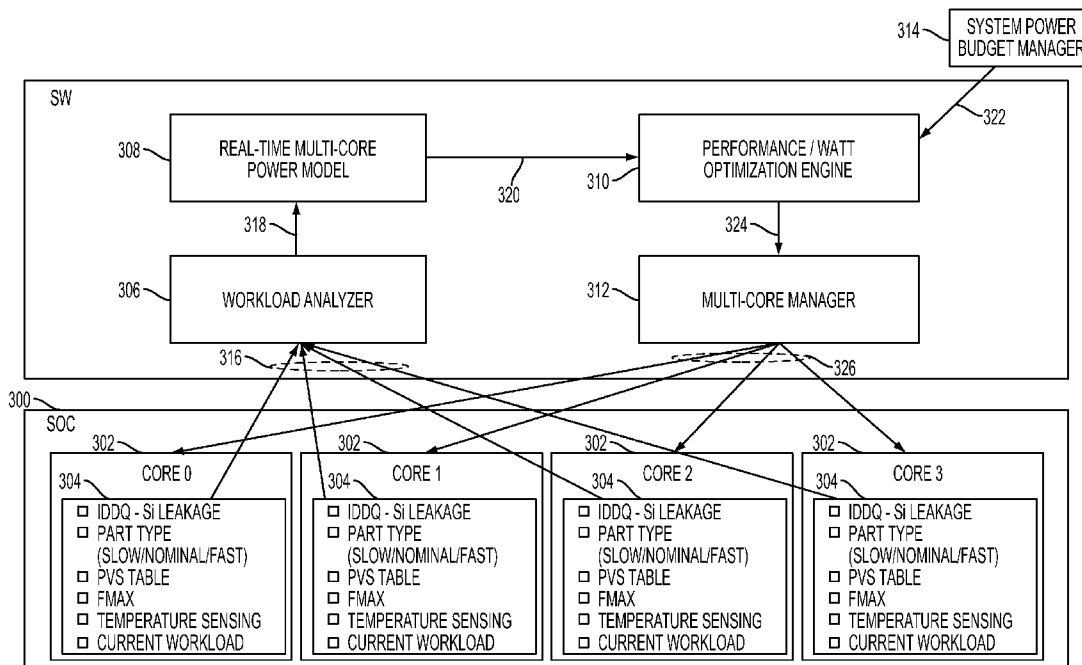 314
SYSTEM POWER
BUDGET MANAGER
SW
322
308
REAL-TIME MULTI-CORE
POWER MODEL
320
310
PERFORMANCE / WATT
OPTIMIZATION ENGINE
318
324
306
WORKLOAD ANALYZER
312
MULTI-CORE MANAGER
316
326
300
SOC
302
CORE 0
304
IDDQ - Si LEAKAGE
PART TYPE
(SLOW/NOMINAL/FAST)
PVS TABLE
FMAX
TEMPERATURE SENSING
CURRENT WORKLOAD
302
CORE 1
304
IDDQ - Si LEAKAGE
PART TYPE
(SLOW/NOMINAL/FAST)
PVS TABLE
FMAX
TEMPERATURE SENSING
CURRENT WORKLOAD
302
CORE 2
304
IDDQ - Si LEAKAGE
PART TYPE
(SLOW/NOMINAL/FAST)
PVS TABLE
FMAX
TEMPERATURE SENSING
CURRENT WORKLOAD
302
CORE 3
304
IDDQ - Si LEAKAGE
PART TYPE
(SLOW/NOMINAL/FAST)
PVS TABLE
FMAX
TEMPERATURE SENSING
CURRENT WORKLOAD